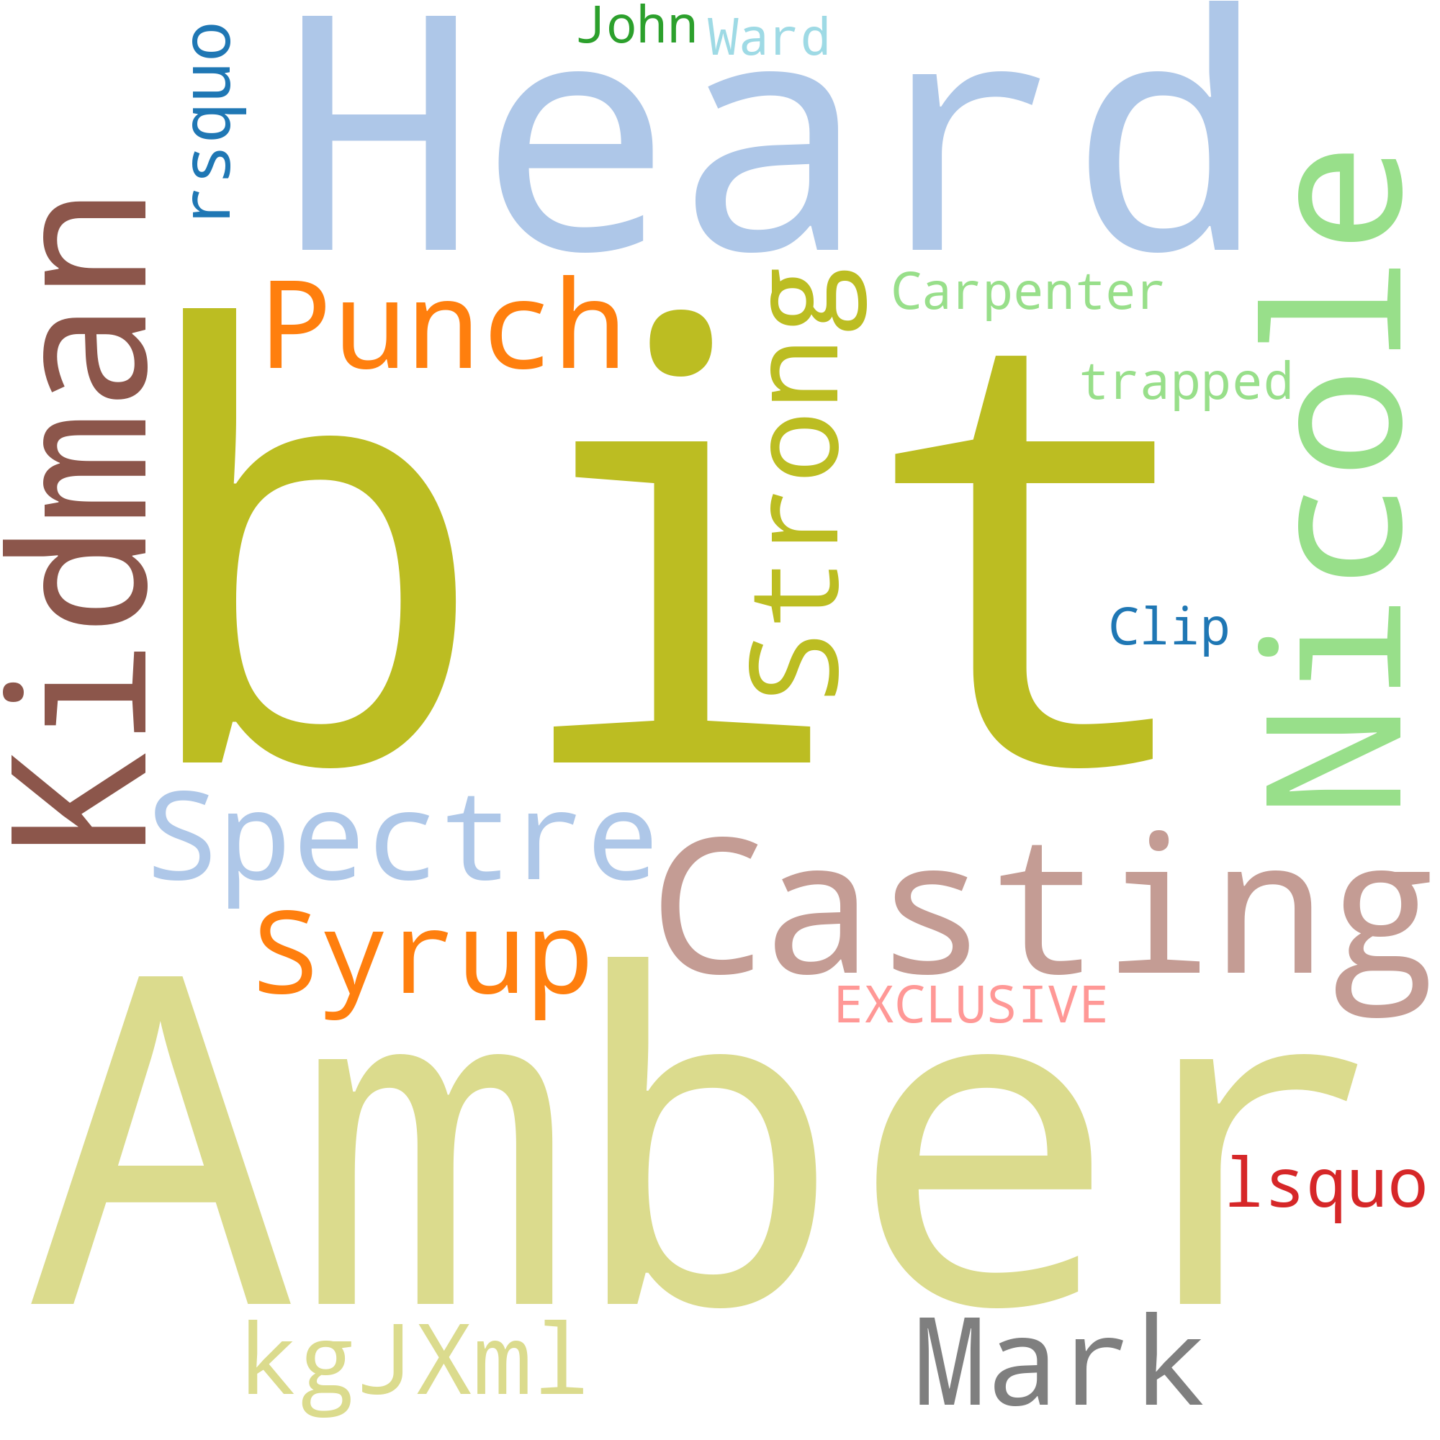 John
Ward
rsquo
Heard
Kidman
Nicole
Punch
Strong
Carpenter
trapped
bit
Clip
Spectre
Casting
Syrup
EXCLUSIVE
Amber
lsquo
kgJXml
Mark